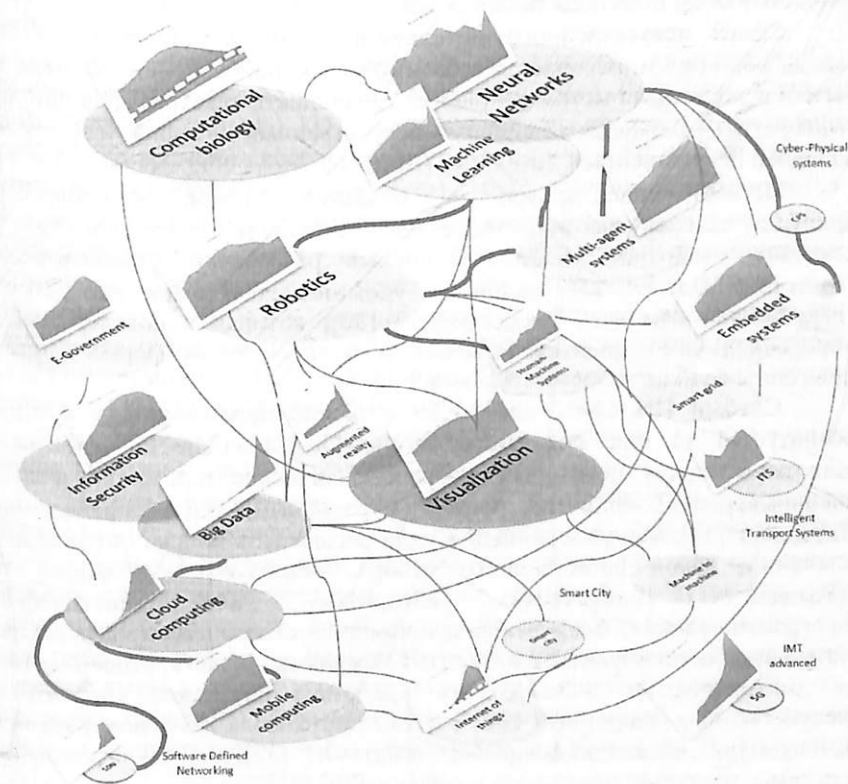 Computational
biology
Neural
Networks
Machine
Learning
Cyber-Physical
systems
Multi-agent
systems
Robotics
E-Government
Embedded
systems
Human-
Machine
Systems
Smart grid
Augmented
reality
Information
Security
Visualization
Big Data
ITS
Intelligent
Transport Systems
Machine to
machine
Cloud
computing
Smart City
Smart
city
IMT
advanced
5G
Mobile
computing
Internet of
things
SDN
Software Defined
Networking